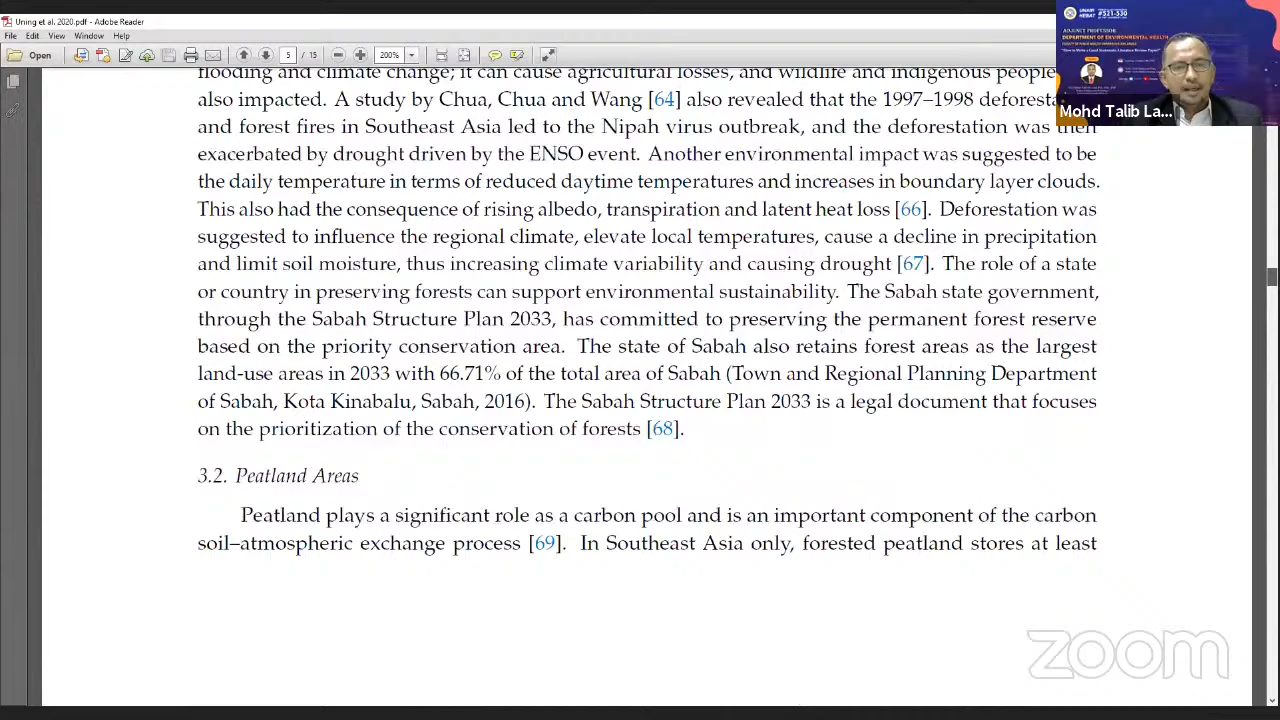 Uning et al. 2020.pdf - Adobe Reader
File Edit View Window Help
Open
UNAIR HEBAT #521-530
ADJUNCT PROFESSOR
DEPARTMENT OF ENVIRONMENTAL HEALTH
Mohd Talib La...
flooding and climate change, it can cause agricultural losses, and wildlife and indigenous people
also impacted. A study by Chua, Chua and Wang [64] also revealed that the 1997–1998 deforesta
and forest fires in Southeast Asia led to the Nipah virus outbreak, and the deforestation was then
exacerbated by drought driven by the ENSO event. Another environmental impact was suggested to be
the daily temperature in terms of reduced daytime temperatures and increases in boundary layer clouds.
This also had the consequence of rising albedo, transpiration and latent heat loss [66]. Deforestation was
suggested to influence the regional climate, elevate local temperatures, cause a decline in precipitation
and limit soil moisture, thus increasing climate variability and causing drought [67]. The role of a state
or country in preserving forests can support environmental sustainability. The Sabah state government,
through the Sabah Structure Plan 2033, has committed to preserving the permanent forest reserve
based on the priority conservation area. The state of Sabah also retains forest areas as the largest
land-use areas in 2033 with 66.71% of the total area of Sabah (Town and Regional Planning Department
of Sabah, Kota Kinabalu, Sabah, 2016). The Sabah Structure Plan 2033 is a legal document that focuses
on the prioritization of the conservation of forests [68].
3.2. Peatland Areas
Peatland plays a significant role as a carbon pool and is an important component of the carbon
soil–atmospheric exchange process [69]. In Southeast Asia only, forested peatland stores at least
zoom